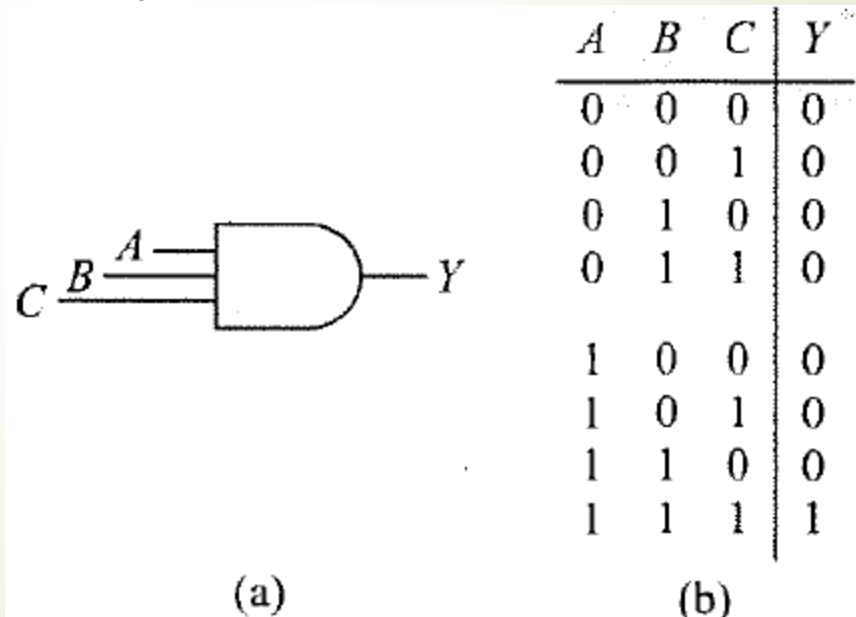 A
B
C
Y
(a)
A B C Y
0 0 0 0
0 0 1 0
0 1 0 0
0 1 1 0
1 0 0 0
1 0 1 0
1 1 0 0
1 1 1 1
(b)